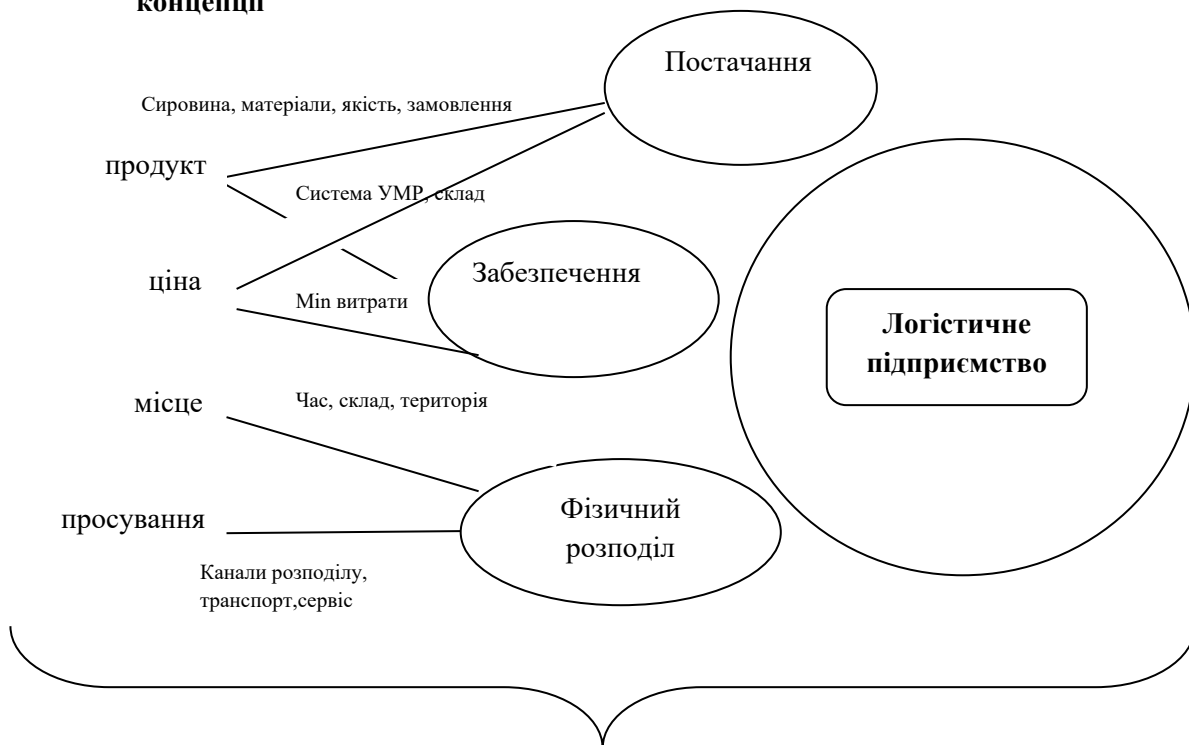 концепції
Постачання
Сировина, матеріали, якість, замовлення
продукт
Система УМР, склад
ціна
Забезпечення
Min витрати
Логістичне
підприємство
місце
Час, склад, територія
просування
Фізичний
розподіл
Канали розподілу,
транспорт,сервіс